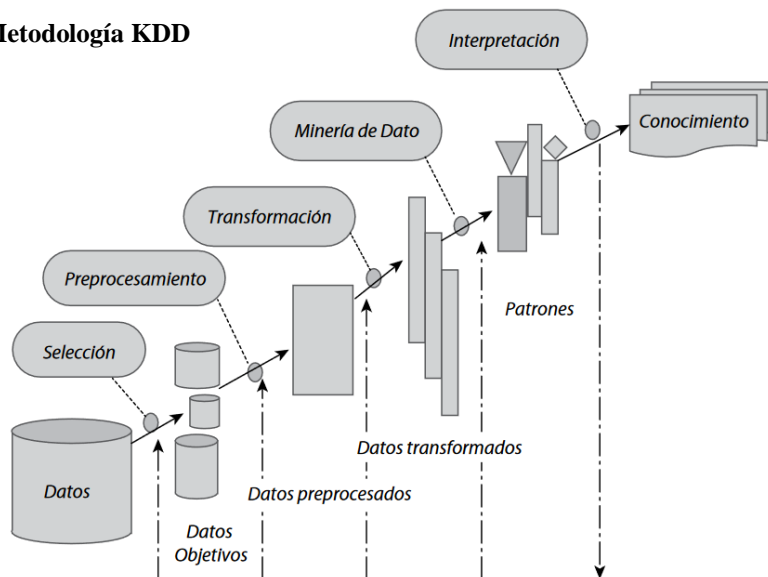 Metodología KDD
Interpretación
Conocimiento
Minería de Dato
Transformación
Patrones
Preprocesamiento
Selección
Datos transformados
Datos
Datos preprocesados
Datos
Objetivos